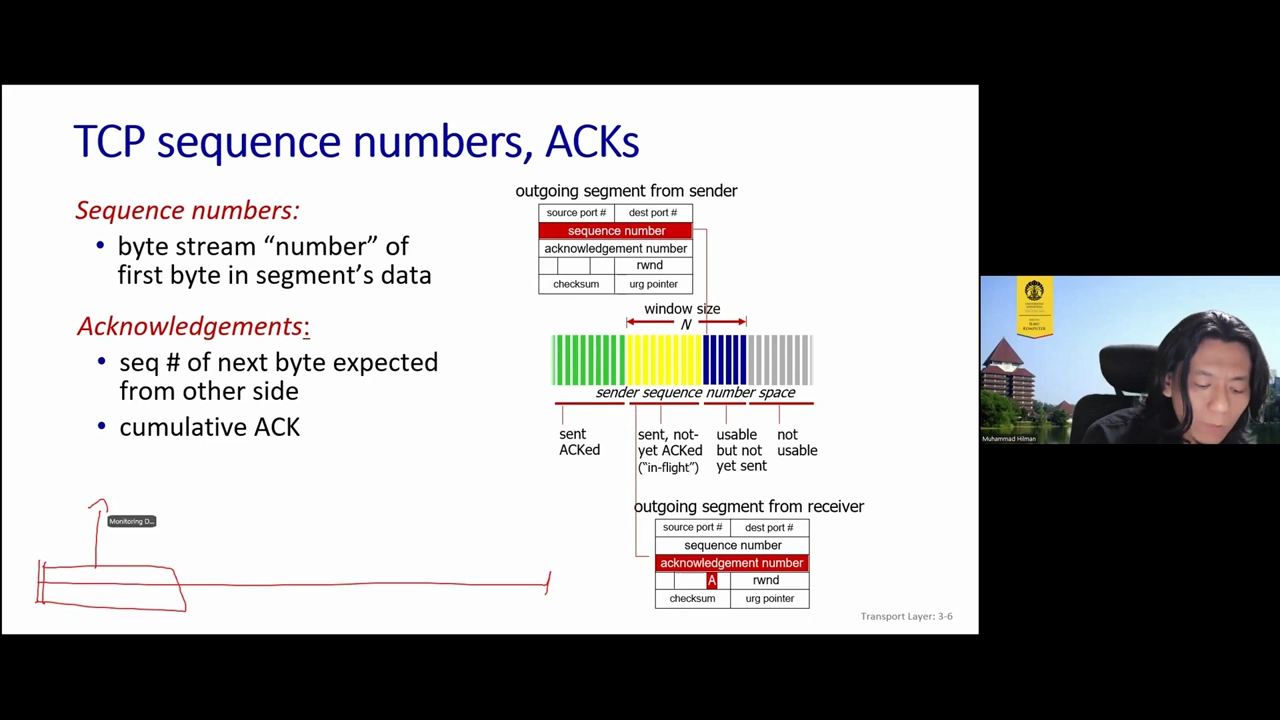 TCP sequence numbers, ACKs
Sequence numbers:
• byte stream “number” of
first byte in segment’s data
Acknowledgements:
• seq # of next byte expected
from other side
• cumulative ACK
outgoing segment from sender
source port # dest port #
sequence number
acknowledgement number
rwnd
checksum urg pointer
window size
N
sender sequence number space
sent
ACKed
sent, not-
yet ACKed
(“in-flight”)
usable
but not
yet sent
not
usable
outgoing segment from receiver
source port # dest port #
sequence number
acknowledgement number
A rwnd
checksum urg pointer
Monitoring D...
Transport Layer: 3-6
ILMU
KOMPUTER
Muhammad Hilman